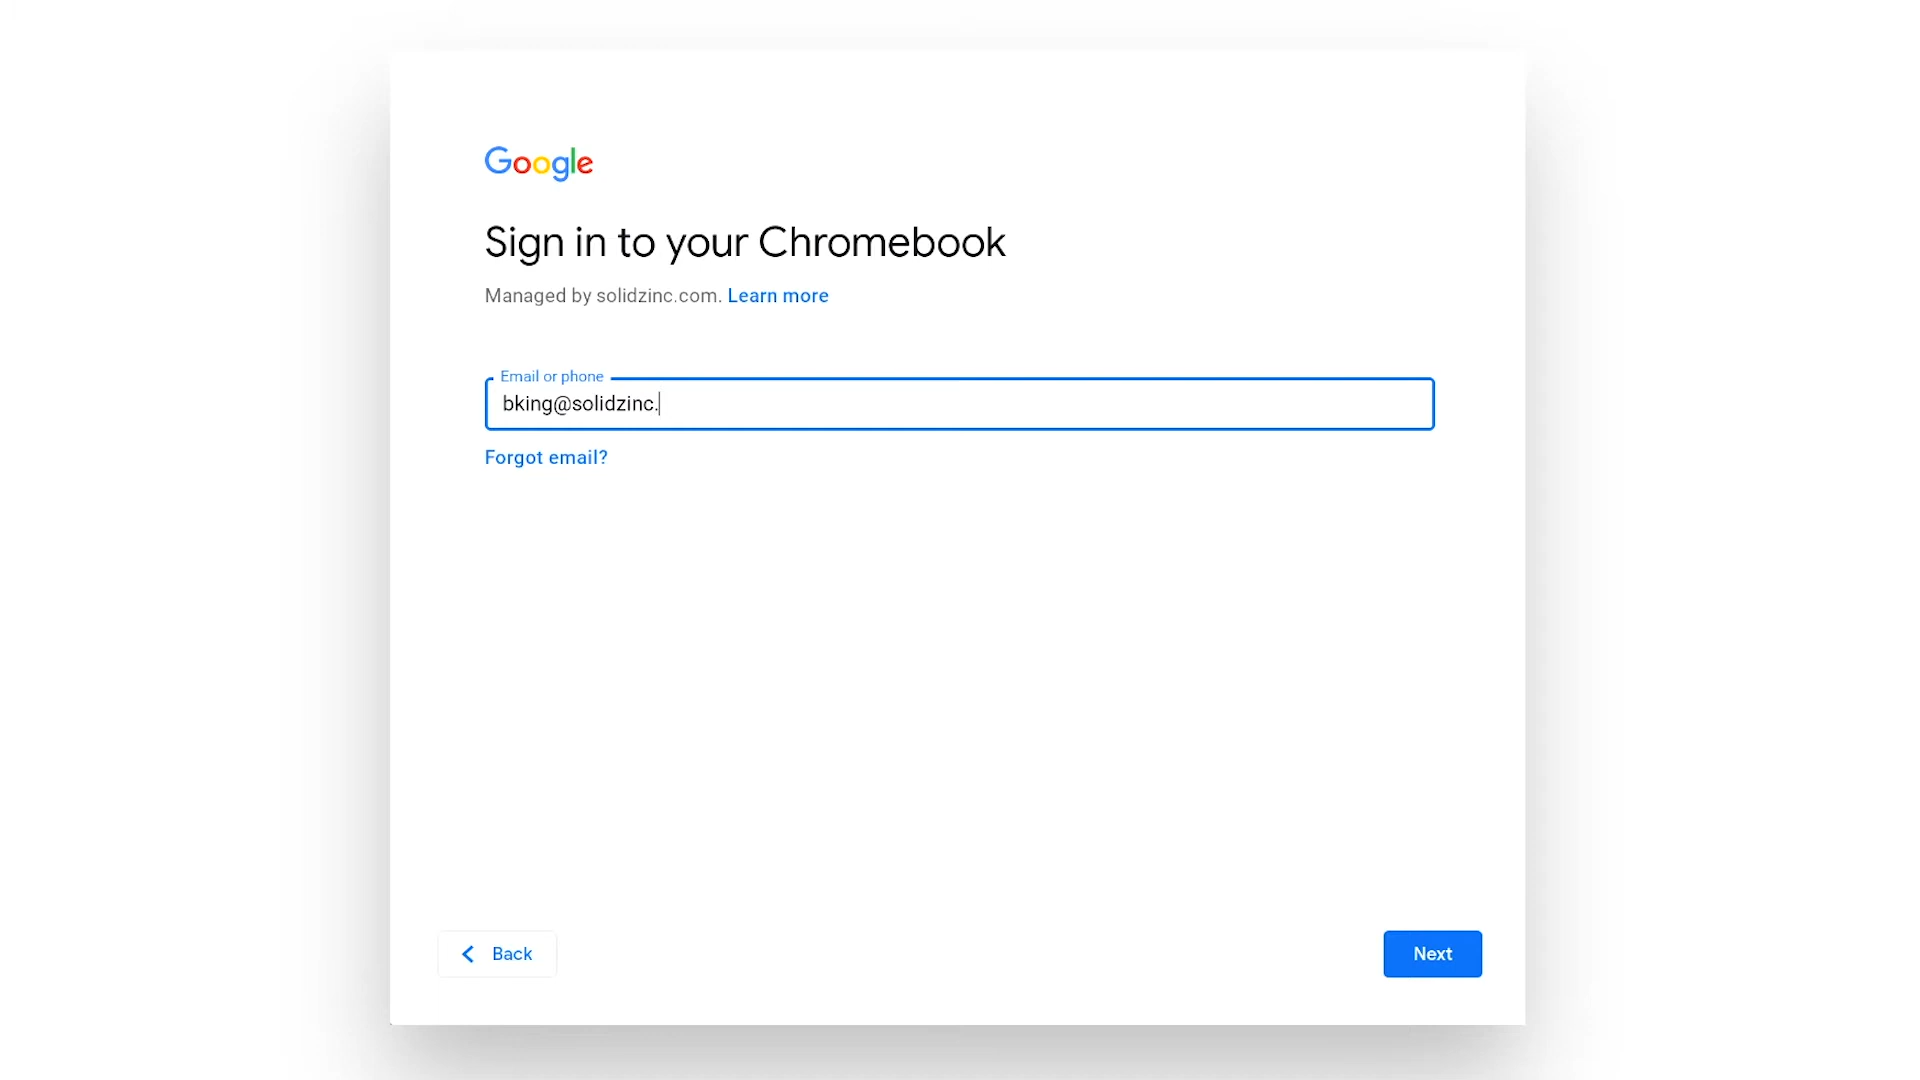 Google
Sign in to your Chromebook
Managed by solidzinc.com. Learn more
Email or phone
bking@solidzinc.
Forgot email?
Back
Next